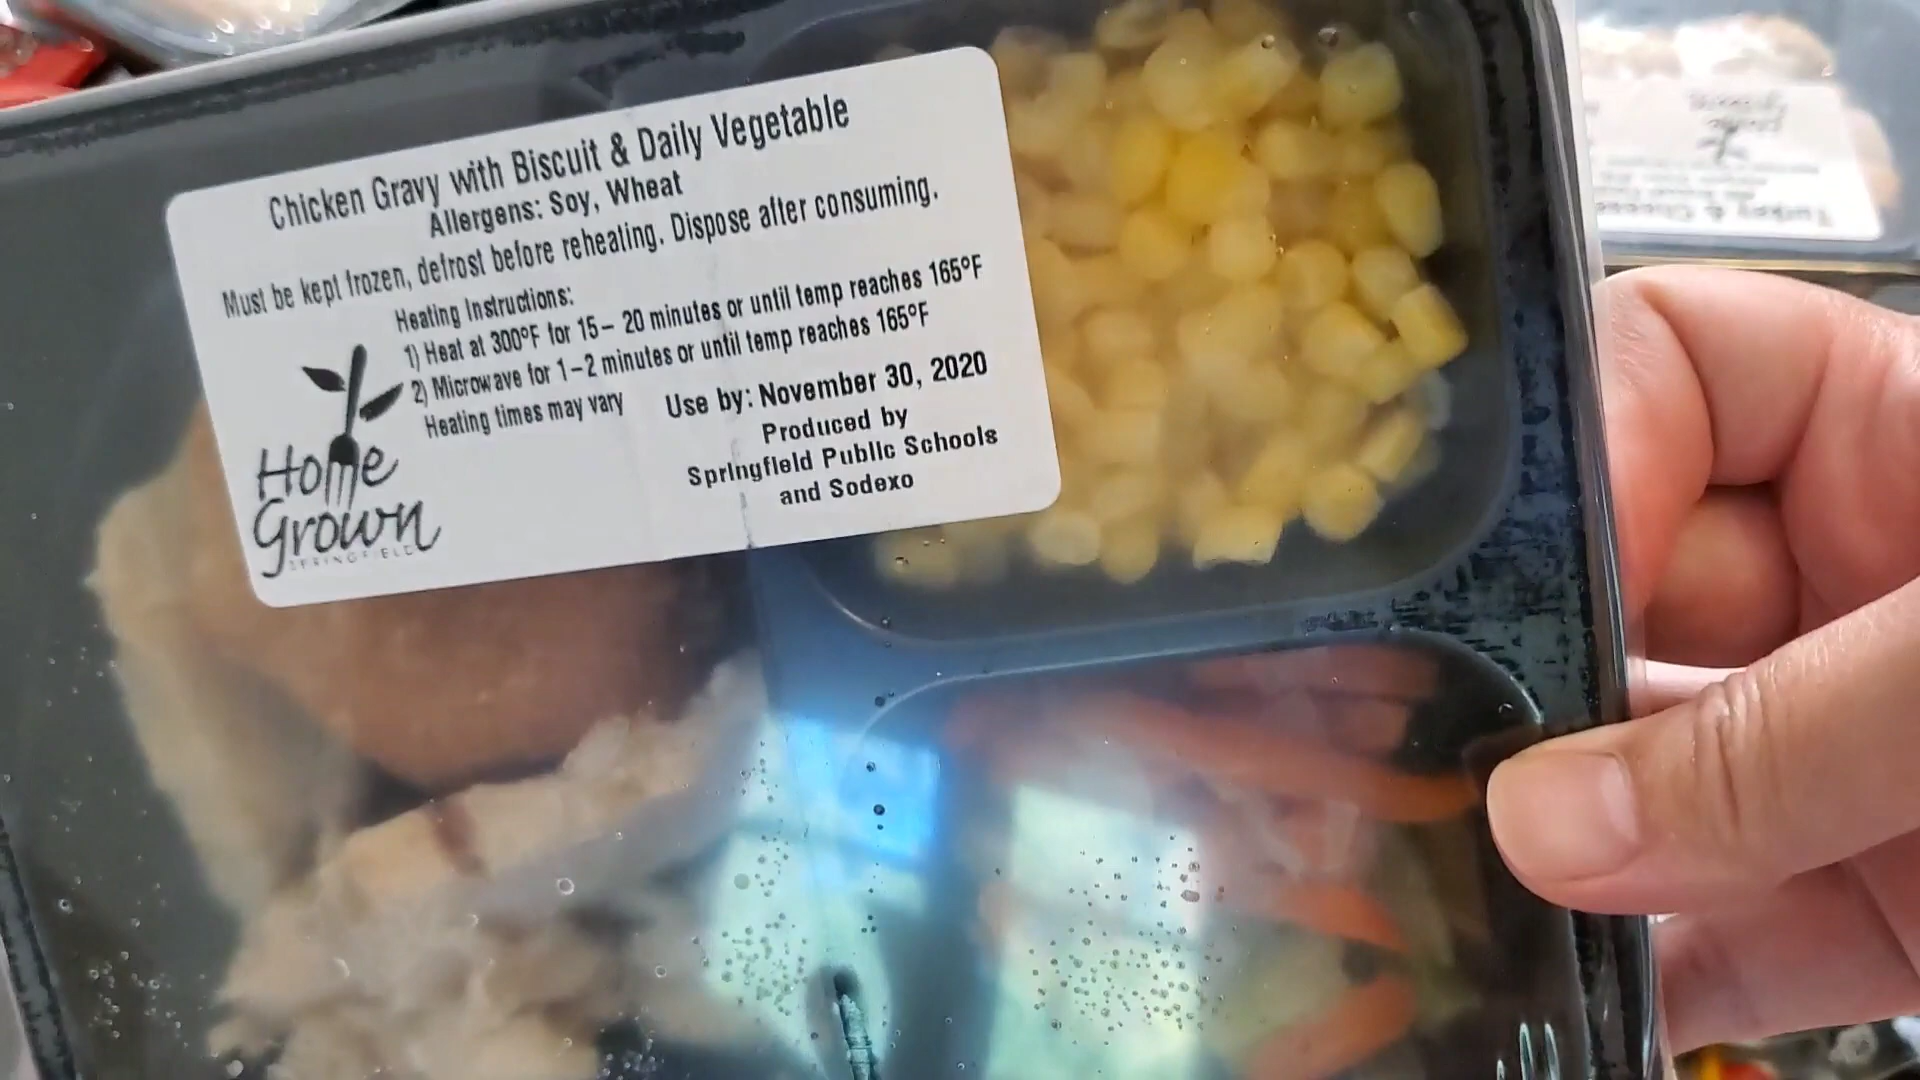 Chicken Gravy with Biscuit & Daily Vegetable
Allergens: Soy, Wheat
Must be kept frozen, defrost before reheating. Dispose after consuming.
Heating Instructions:
1) Heat at 300°F for 15– 20 minutes or until temp reaches 165°F
2) Microwave for 1–2 minutes or until temp reaches 165°F
Heating times may vary
Use by: November 30, 2020
Produced by
Springfield Public Schools
and Sodexo
Home
Grown
SPRINGFIELD
Turkey & Cheese